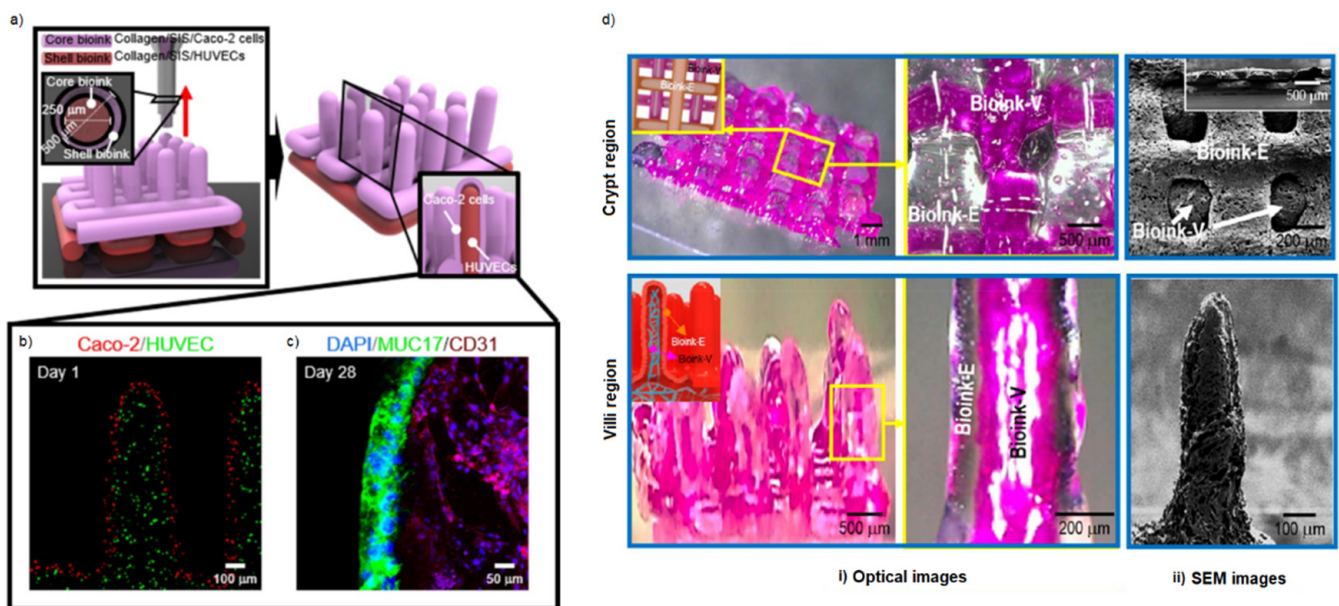 a)
Core bioink Collagen/SIS/Caco-2 cells
Shell bioink Collagen/SIS/HUVECs
Core bioink
250 μm
500 μm
Shell bioink
Caco-2 cells
HUVECs
b)
Caco-2/HUVEC
Day 1
100 μm
c)
DAPI/MUC17/CD31
Day 28
50 μm
d)
Crypt region
Bioink-V
Bioink-E
1 mm
Bioink-V
Bioink-E
500 μm
500 μm
Bioink-E
Bioink-V
200 μm
Villi region
Bioink-E
Bioink-V
500 μm
Bioink-E
Bioink-V
200 μm
100 μm
i) Optical images
ii) SEM images